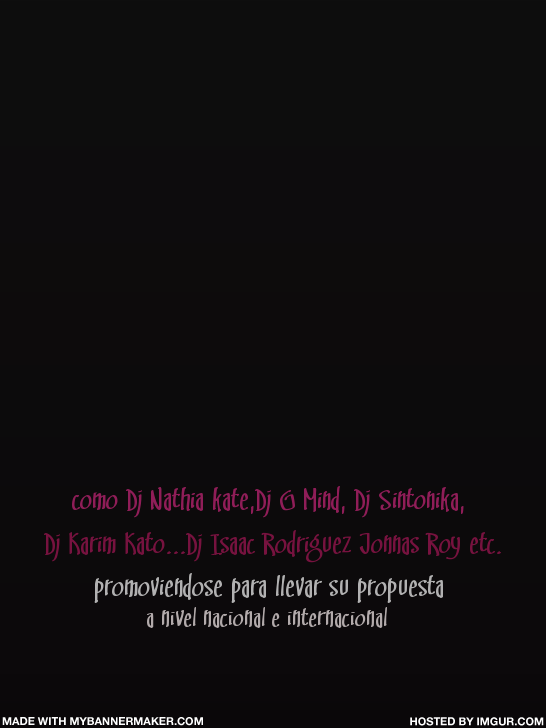 como Dj Nathia kate,Dj G Mind, Dj Sintonika,
Dj Karim Kato...Dj Isaac Rodriguez Jonnas Roy etc.
promoviendose para llevar su propuesta
a nivel nacional e internacional
MADE WITH MYBANNERMAKER.COM
HOSTED BY IMGUR.COM